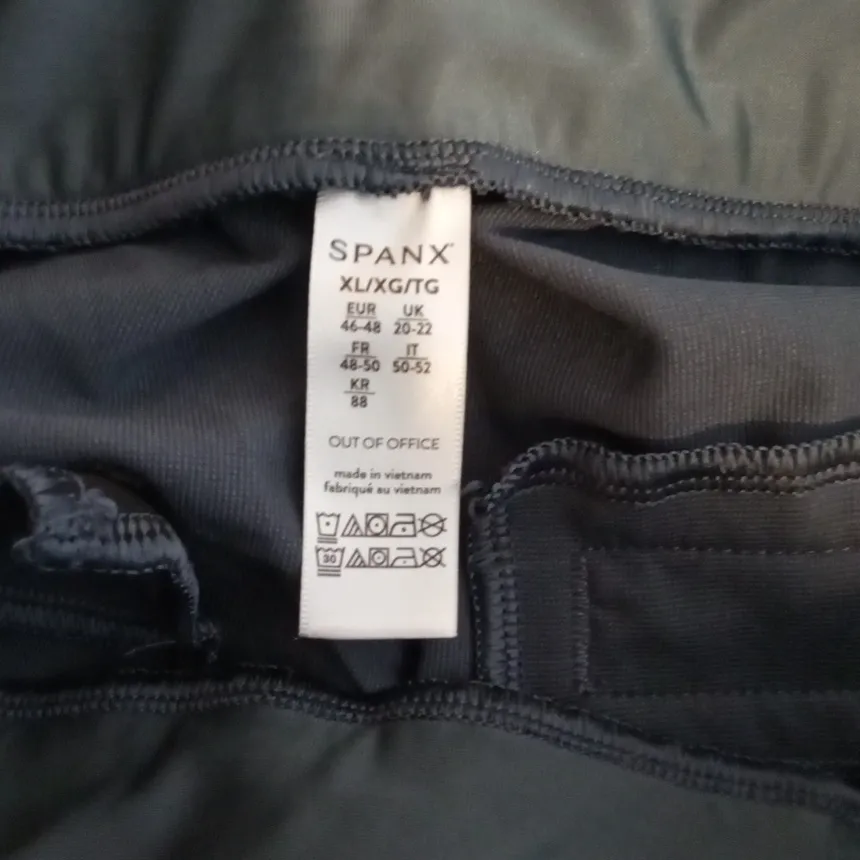 SPANX®
XL/XG/TG
EUR UK
46-48 20-22
FR IT
48-50 50-52
KR
88
OUT OF OFFICE
made in vietnam
fabriqué au vietnam
30